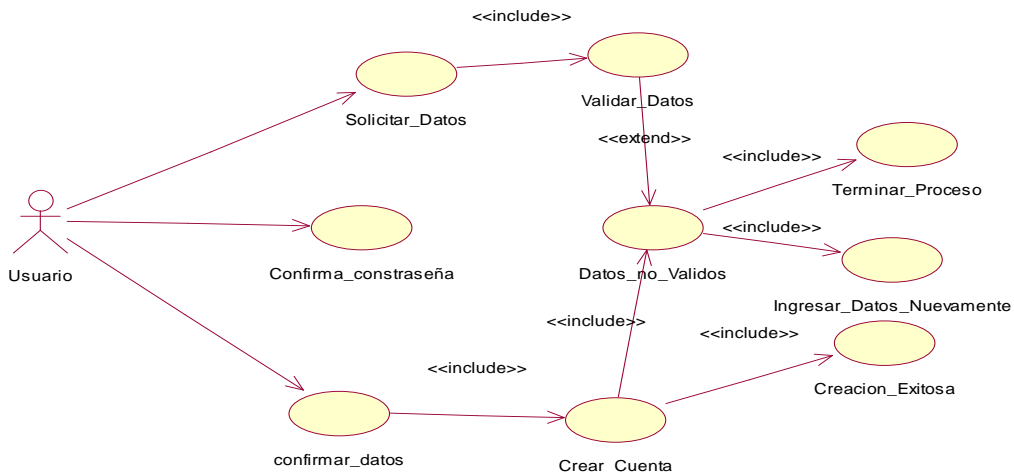 <<include>>
Solicitar_Datos
Validar_Datos
<<extend>>
<<include>>
Terminar_Proceso
Usuario
Confirma_constraseña
Datos_no_Validos
<<include>>
Ingresar_Datos_Nuevamente
<<include>>
<<include>>
Creacion_Exitosa
<<include>>
confirmar_datos
Crear_Cuenta